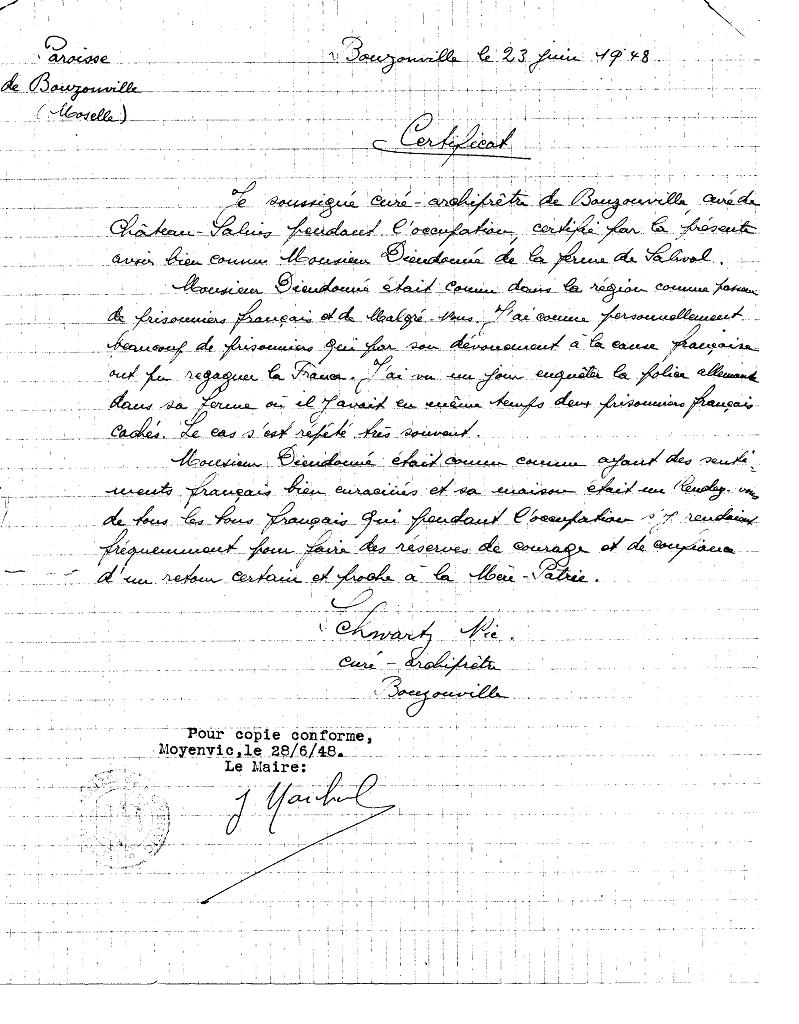 Paroisse
de Bouzonville
(Moselle)
Bouzonville le 23 juin 1948
Certificat
Je soussigné curé-archiprêtre de Bouzonville, curé de
Château-Salins pendant l'occupation, certifie par la présente
avoir bien connu Monsieur Dieudonné de la ferme de Salival.
Monsieur Dieudonné était connu dans la région comme passeur
de prisonniers français et de Malgré-nous. J'ai connu personnellement
beaucoup de prisonniers qui par son dévouement à la cause française
ont pu regagner la France. J'ai vu un jour enquêter la police allemande
dans sa ferme où il y avait en même temps deux prisonniers français
cachés. Le cas s'est répété très souvent.
Monsieur Dieudonné était connu comme ayant des senti-
ments français bien enracinés et sa maison était un Rendez-vous
de tous les bons français qui pendant l'occupation s'y rendaient
fréquemment pour faire des réserves de courage et de confiance
d'un retour certain et proche à la Mère-Patrie.
Schwartz Nic.
curé-archiprêtre
Bouzonville
Pour copie conforme,
Moyenvic,le 28/6/48.
Le Maire:
J